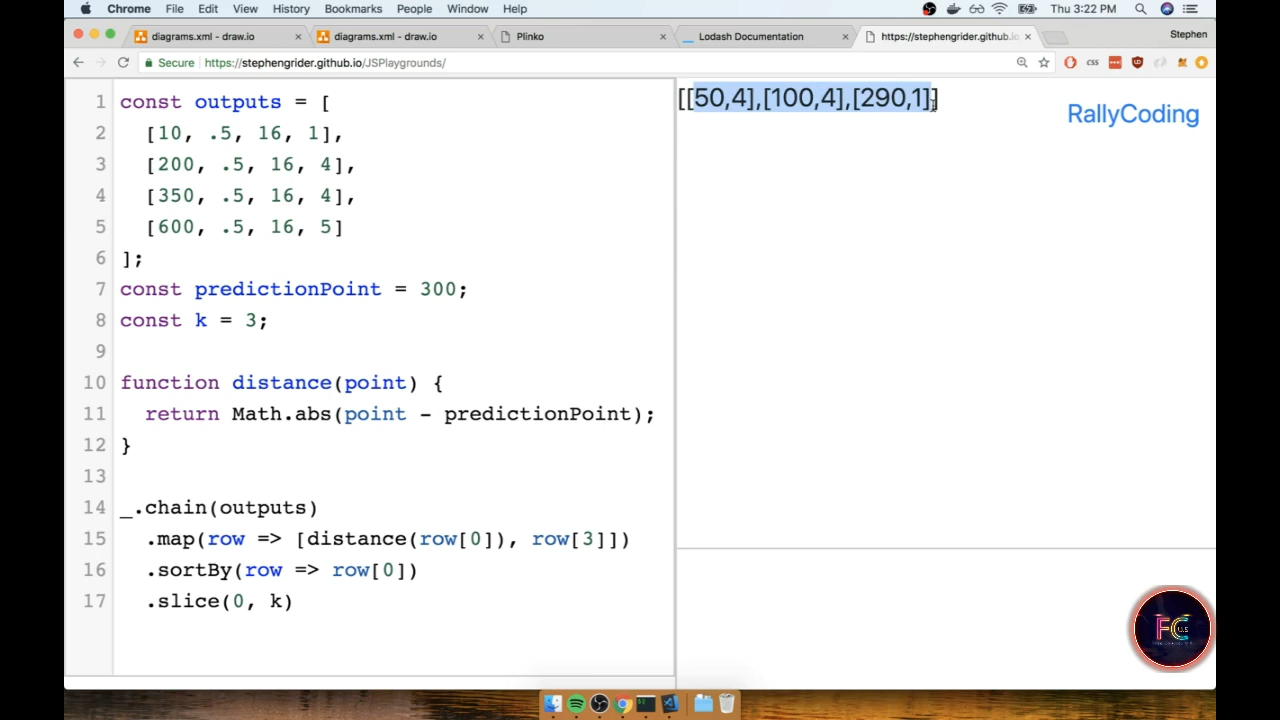 Chrome File Edit View History Bookmarks People Window Help Thu 3:22 PM
diagrams.xml - draw.io diagrams.xml - draw.io Plinko Lodash Documentation https://stephengrider.github.io Stephen
Secure https://stephengrider.github.io/JSPlaygrounds/
1 const outputs = [
2 [10, .5, 16, 1],
3 [200, .5, 16, 4],
4 [350, .5, 16, 4],
5 [600, .5, 16, 5]
6 ];
7 const predictionPoint = 300;
8 const k = 3;
9
10 function distance(point) {
11 return Math.abs(point - predictionPoint);
12 }
13
14 _.chain(outputs)
15 .map(row => [distance(row[0]), row[3]])
16 .sortBy(row => row[0])
17 .slice(0, k)
[[50,4],[100,4],[290,1]]
RallyCoding
FC